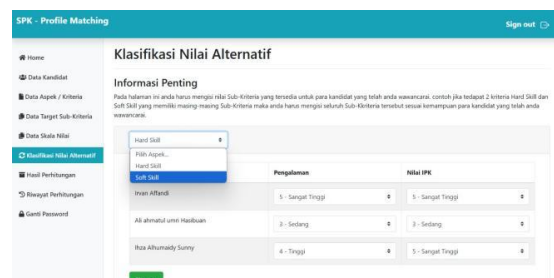 SPK - Profile Matching
Sign out
Home
Data Kandidat
Data Aspek / Kriteria
Data Target Sub-Kriteria
Data Skala Nilai
Klasifikasi Nilai Alternatif
Hasil Perhitungan
Riwayat Perhitungan
Ganti Password
Klasifikasi Nilai Alternatif
Informasi Penting
Pada halaman ini anda harus mengisi nilai Sub-Kriteria yang tersedia untuk para kandidat yang telah anda wawancarai. contoh jika tedapat 2 kriteria Hard Skill dan
Soft Skill yang memiliki masing-masing Sub-Kriteria maka anda harus mengisi seluruh Sub-Kkriteria tersebut sesuai kemampuan para kandidat yang telah anda
wawancarai.
Hard Skill
Pilih Aspek...
Hard Skill
Soft Skill
Pengalaman Nilai IPK
Irvan Affandi 5 - Sangat Tinggi 5 - Sangat Tinggi
Ali ahmatul umri Hasibuan 3 - Sedang 3 - Sedang
Ihza Alhumaidy Sunny 4 - Tinggi 5 - Sangat Tinggi